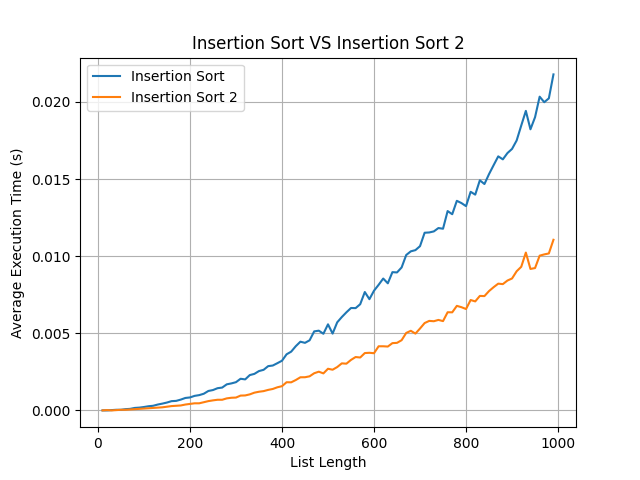 Insertion Sort VS Insertion Sort 2
Insertion Sort
Insertion Sort 2
Average Execution Time (s)
0.020
0.015
0.010
0.005
0.000
0 200 400 600 800 1000
List Length